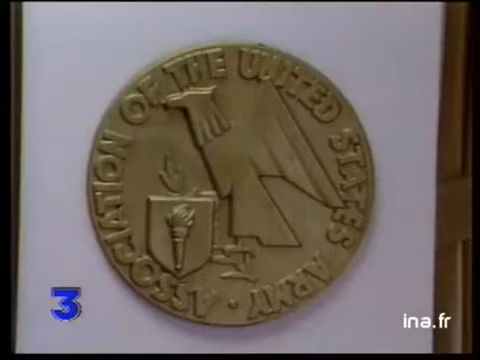 ASSOCIATION OF THE UNITED STATES ARMY ·
3
ina.fr